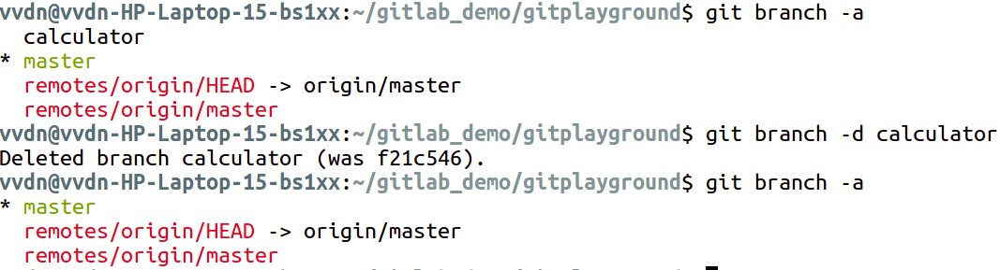 vvdn@vvdn-HP-Laptop-15-bs1xx:~/gitlab_demo/gitplayground$ git branch -a
  calculator
* master
  remotes/origin/HEAD -> origin/master
  remotes/origin/master
vvdn@vvdn-HP-Laptop-15-bs1xx:~/gitlab_demo/gitplayground$ git branch -d calculator
Deleted branch calculator (was f21c546).
vvdn@vvdn-HP-Laptop-15-bs1xx:~/gitlab_demo/gitplayground$ git branch -a
* master
  remotes/origin/HEAD -> origin/master
  remotes/origin/master